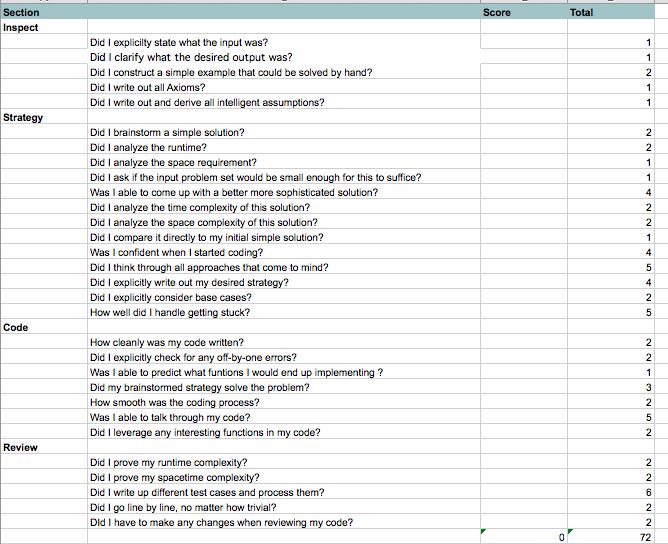 Section Score Total
Inspect
Did I explicilty state what the input was? 1
Did I clarify what the desired output was? 1
Did I construct a simple example that could be solved by hand? 2
Did I write out all Axioms? 1
Did I write out and derive all intelligent assumptions? 1
Strategy
Did I brainstorm a simple solution? 2
Did I analyze the runtime? 2
Did I analyze the space requirement? 1
Did I ask if the input problem set would be small enough for this to suffice? 1
Was I able to come up with a better more sophisticated solution? 4
Did I analyze the time complexity of this solution? 2
Did I analyze the space complexity of this solution? 2
Did I compare it directly to my initial simple solution? 1
Was I confident when I started coding? 4
Did I think through all approaches that come to mind? 5
Did I explicitly write out my desired strategy? 4
Did I explicitly consider base cases? 2
How well did I handle getting stuck? 5
Code
How cleanly was my code written? 2
Did I explicitly check for any off-by-one errors? 2
Was I able to predict what funtions I would end up implementing ? 1
Did my brainstormed strategy solve the problem? 3
How smooth was the coding process? 2
Was I able to talk through my code? 5
Did I leverage any interesting functions in my code? 2
Review
Did I prove my runtime complexity? 2
Did I prove my spacetime complexity? 2
Did I write up different test cases and process them? 6
Did I go line by line, no matter how trivial? 2
DId I have to make any changes when reviewing my code? 2
0 72